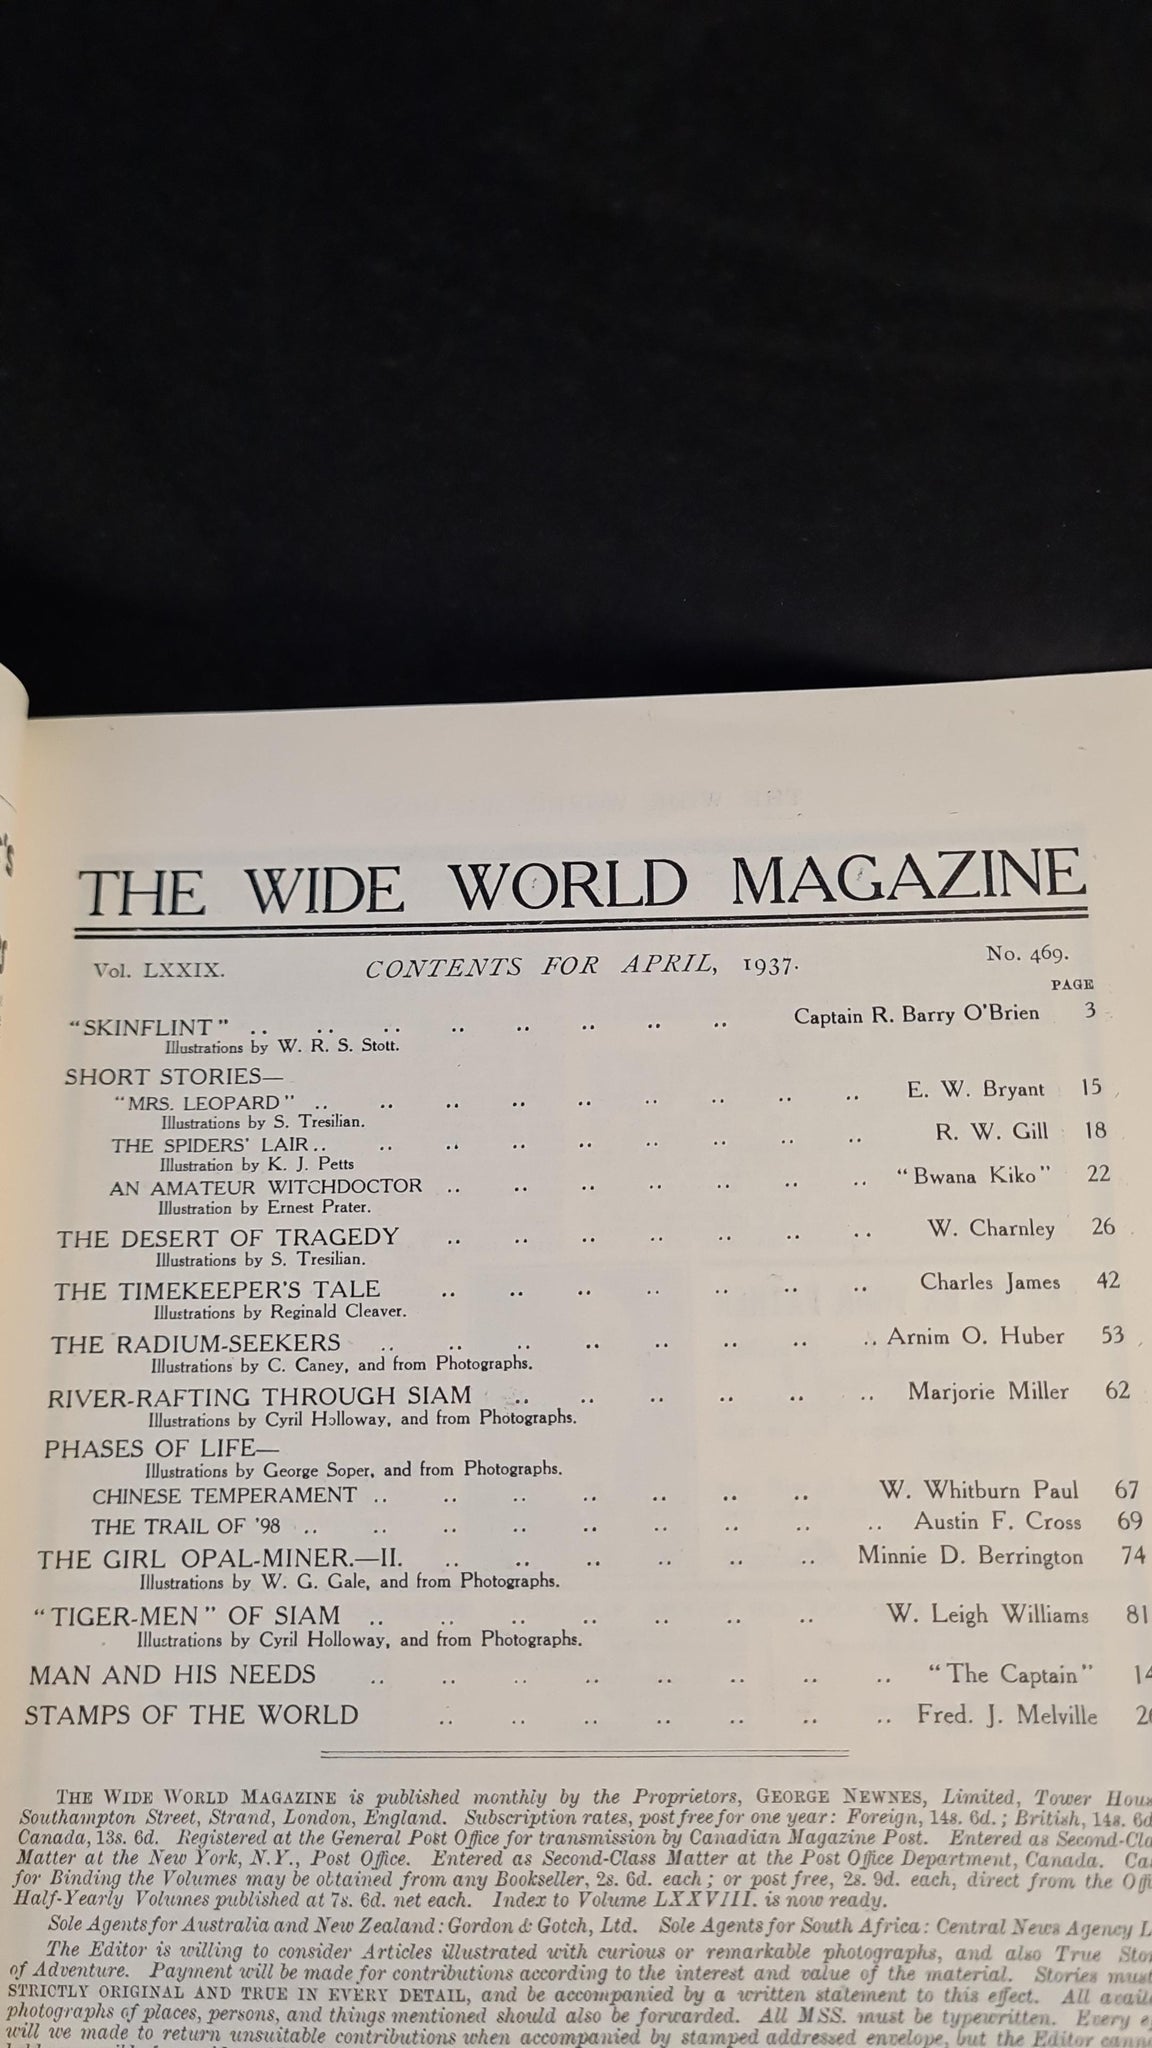 THE WIDE WORLD MAGAZINE
Vol. LXXIX. CONTENTS FOR APRIL, 1937. No. 469.
PAGE
"SKINFLINT" .. .. .. .. .. .. .. .. Captain R. Barry O'Brien 3
Illustrations by W. R. S. Stott.
SHORT STORIES—
"MRS. LEOPARD" .. .. .. .. .. .. .. .. .. E. W. Bryant 15
Illustrations by S. Tresilian.
THE SPIDERS' LAIR .. .. .. .. .. .. .. .. .. R. W. Gill 18
Illustration by K. J. Petts
AN AMATEUR WITCHDOCTOR .. .. .. .. .. .. .. "Bwana Kiko" 22
Illustration by Ernest Prater.
THE DESERT OF TRAGEDY .. .. .. .. .. .. .. W. Charnley 26
Illustrations by S. Tresilian.
THE TIMEKEEPER'S TALE .. .. .. .. .. .. .. Charles James 42
Illustrations by Reginald Cleaver.
THE RADIUM-SEEKERS .. .. .. .. .. .. .. .. Arnim O. Huber 53
Illustrations by C. Caney, and from Photographs.
RIVER-RAFTING THROUGH SIAM .. .. .. .. .. .. Marjorie Miller 62
Illustrations by Cyril Holloway, and from Photographs.
PHASES OF LIFE—
Illustrations by George Soper, and from Photographs.
CHINESE TEMPERAMENT .. .. .. .. .. .. .. W. Whitburn Paul 67
THE TRAIL OF '98 .. .. .. .. .. .. .. .. .. Austin F. Cross 69
THE GIRL OPAL-MINER.—II. .. .. .. .. .. .. Minnie D. Berrington 74
Illustrations by W. G. Gale, and from Photographs.
"TIGER-MEN" OF SIAM .. .. .. .. .. .. .. W. Leigh Williams 81
Illustrations by Cyril Holloway, and from Photographs.
MAN AND HIS NEEDS .. .. .. .. .. .. .. .. "The Captain" 14
STAMPS OF THE WORLD .. .. .. .. .. .. .. Fred. J. Melville
THE WIDE WORLD MAGAZINE is published monthly by the Proprietors, GEORGE NEWNES, Limited, Tower
Southampton Street, Strand, London, England. Subscription rates, post free for one year: Foreign, 14s. 6d.; British, 14s. 6d
Canada, 13s. 6d. Registered at the General Post Office for transmission by Canadian Magazine Post. Entered as
Matter at the New York, N.Y., Post Office. Entered as Second-Class Matter at the Post Office Department, Canada.
for Binding the Volumes may be obtained from any Bookseller, 2s. 6d. each; or post free, 2s. 9d. each, direct from the
Half-Yearly Volumes published at 7s. 6d. net each. Index to Volume LXXVIII. is now ready.
Sole Agents for Australia and New Zealand: Gordon & Gotch, Ltd. Sole Agents for South Africa: Central News Agency
The Editor is willing to consider Articles illustrated with curious or remarkable photographs, and also True
of Adventure. Payment will be made for contributions according to the interest and value of the material. Stories must
STRICTLY ORIGINAL AND TRUE IN EVERY DETAIL, and be accompanied by a written statement to this effect. All
photographs of places, persons, and things mentioned should also be forwarded. All MSS. must be typewritten. Every
will we made to return unsuitable contributions when accompanied by stamped addressed envelope, but the Editor